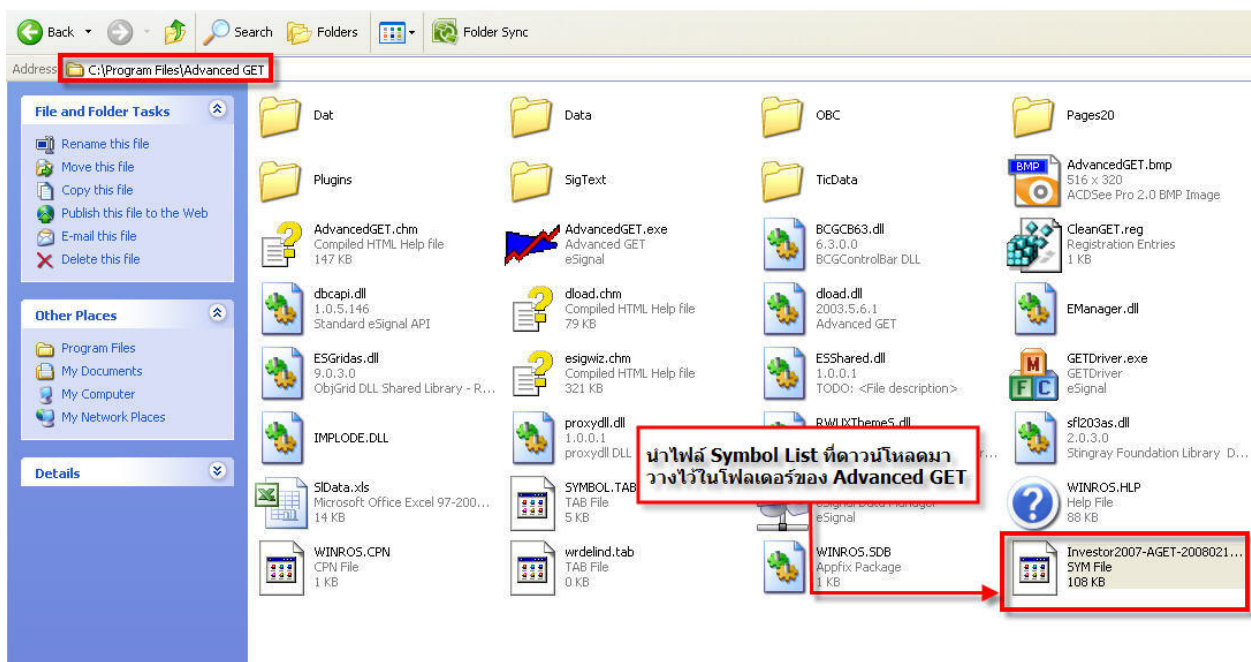 Back
Search
Folders
Folder Sync
Address
C:\Program Files\Advanced GET
File and Folder Tasks
Rename this file
Move this file
Copy this file
Publish this file to the Web
E-mail this file
Delete this file
Other Places
Program Files
My Documents
My Computer
My Network Places
Details
Dat
Data
OBC
Pages20
Plugins
SigText
TicData
BMP
AdvancedGET.bmp
516 x 320
ACDSee Pro 2.0 BMP Image
AdvancedGET.chm
Compiled HTML Help file
147 KB
AdvancedGET.exe
Advanced GET
eSignal
BCGCB63.dll
6.3.0.0
BCGControlBar DLL
CleanGET.reg
Registration Entries
1 KB
dbcapi.dll
1.0.5.146
Standard eSignal API
dload.chm
Compiled HTML Help file
79 KB
dload.dll
2003.5.6.1
Advanced GET
EManager.dll
ESGridas.dll
9.0.3.0
ObjGrid DLL Shared Library - R...
esigwiz.chm
Compiled HTML Help file
321 KB
ESShared.dll
1.0.0.1
TODO: <File description>
M
F C
GETDriver.exe
GETDriver
eSignal
IMPLODE.DLL
proxydll.dll
1.0.0.1
proxydll DLL
RWUXThemeS.dll
sfl203as.dll
2.0.3.0
Stingray Foundation Library D...
นำไฟล์ Symbol List ที่ดาวน์โหลดมา
วางไว้ในโฟลเดอร์ของ Advanced GET
SlData.xls
Microsoft Office Excel 97-200...
14 KB
SYMBOL.TAB
TAB File
5 KB
eSignal Data Manager
eSignal
WINROS.HLP
Help File
88 KB
WINROS.CPN
CPN File
1 KB
wrdelind.tab
TAB File
0 KB
WINROS.SDB
Appfix Package
1 KB
Investor2007-AGET-2008021...
SYM File
108 KB